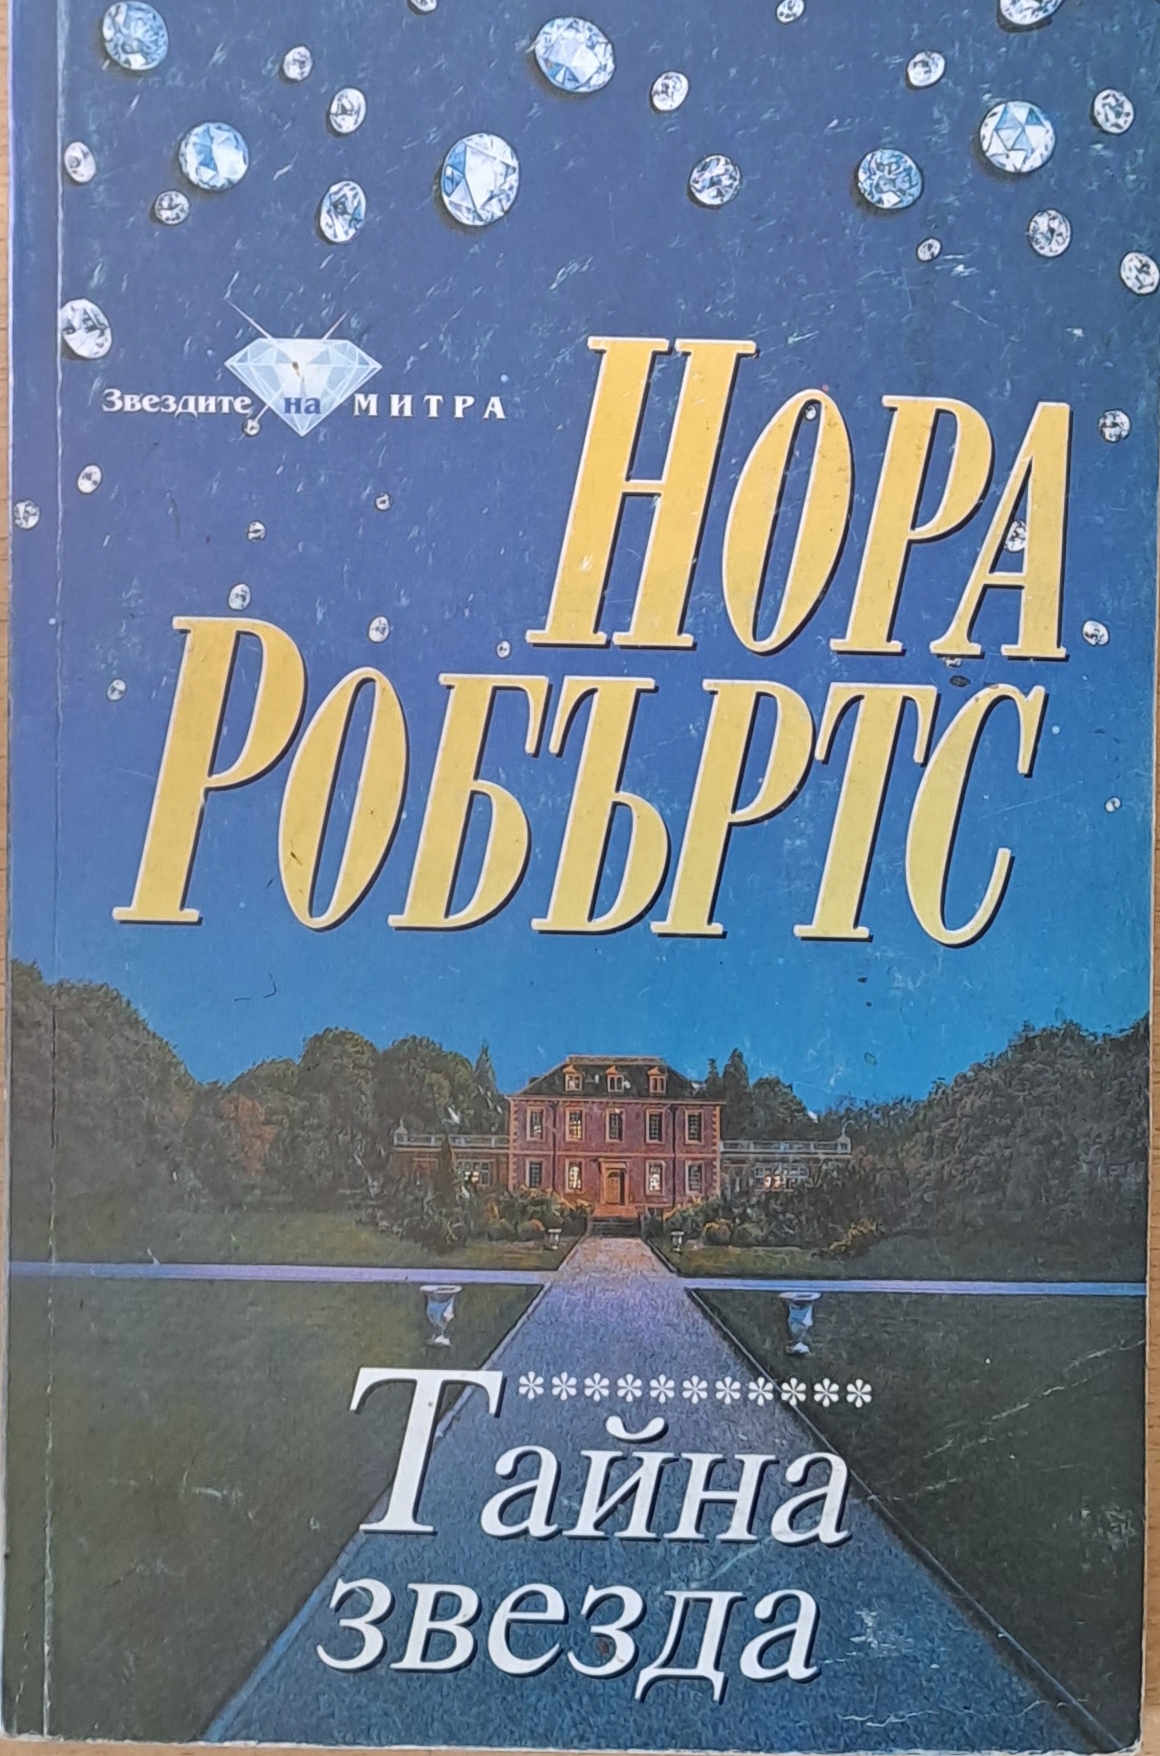 Звездите на МИТРА
НОРА
РОБЪРТС
***********
Тайна
звезда